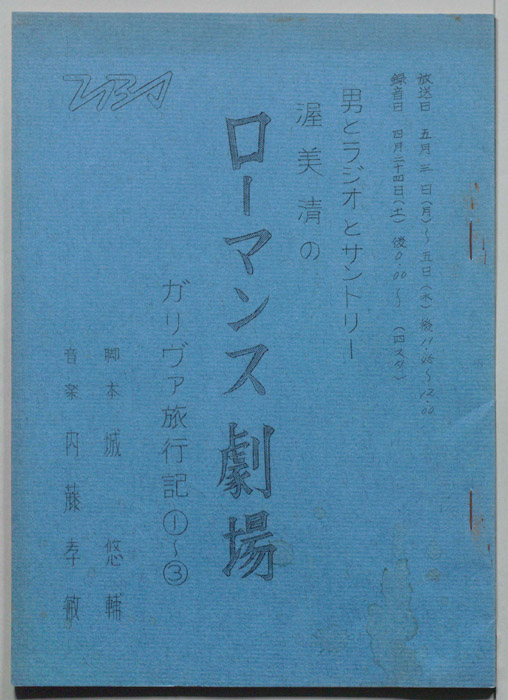 放送日 五月三日(月)〜五日(水)後11.45〜12.00
録音日 四月二十四日(土)後0.00〜(四スタ)
男とラジオとサントリー
渥美清の
ローマンス劇場
ガリヴァ旅行記①〜③
脚本 城 悠輔
音楽 内藤孝敏
TBS